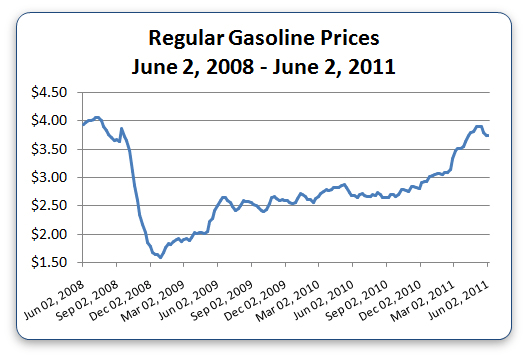 Regular Gasoline Prices
June 2, 2008 - June 2, 2011
$4.50
$4.00
$3.50
$3.00
$2.50
$2.00
$1.50
Jun 02, 2008
Sep 02, 2008
Dec 02, 2008
Mar 02, 2009
Jun 02, 2009
Sep 02, 2009
Dec 02, 2009
Mar 02, 2010
Jun 02, 2010
Sep 02, 2010
Dec 02, 2010
Mar 02, 2011
Jun 02, 2011